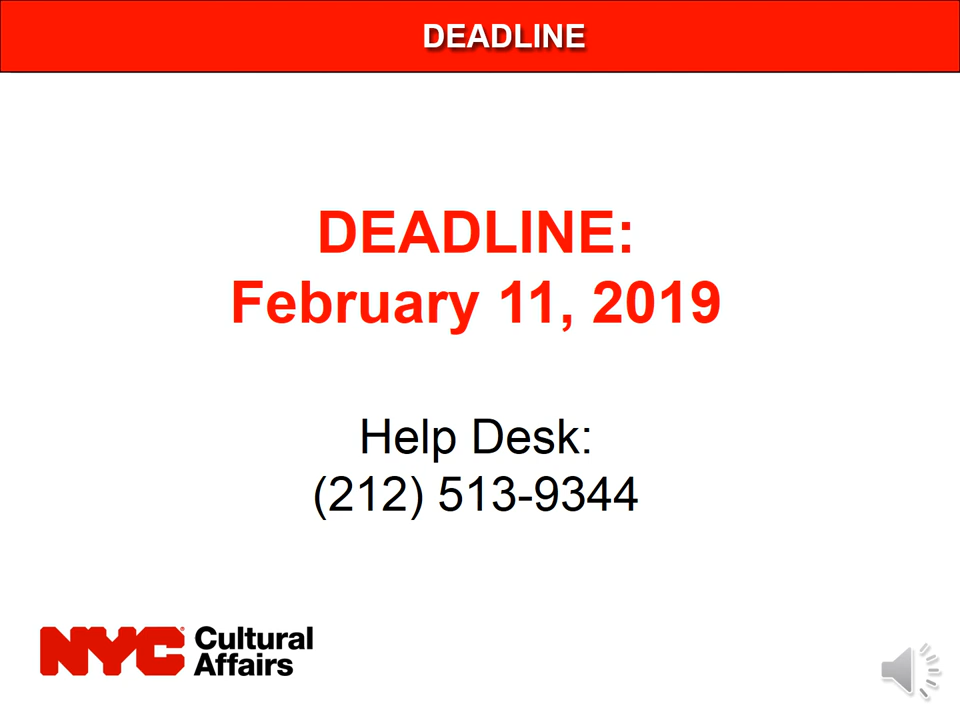 DEADLINE
DEADLINE:
February 11, 2019
Help Desk:
(212) 513-9344
NYC Cultural
Affairs